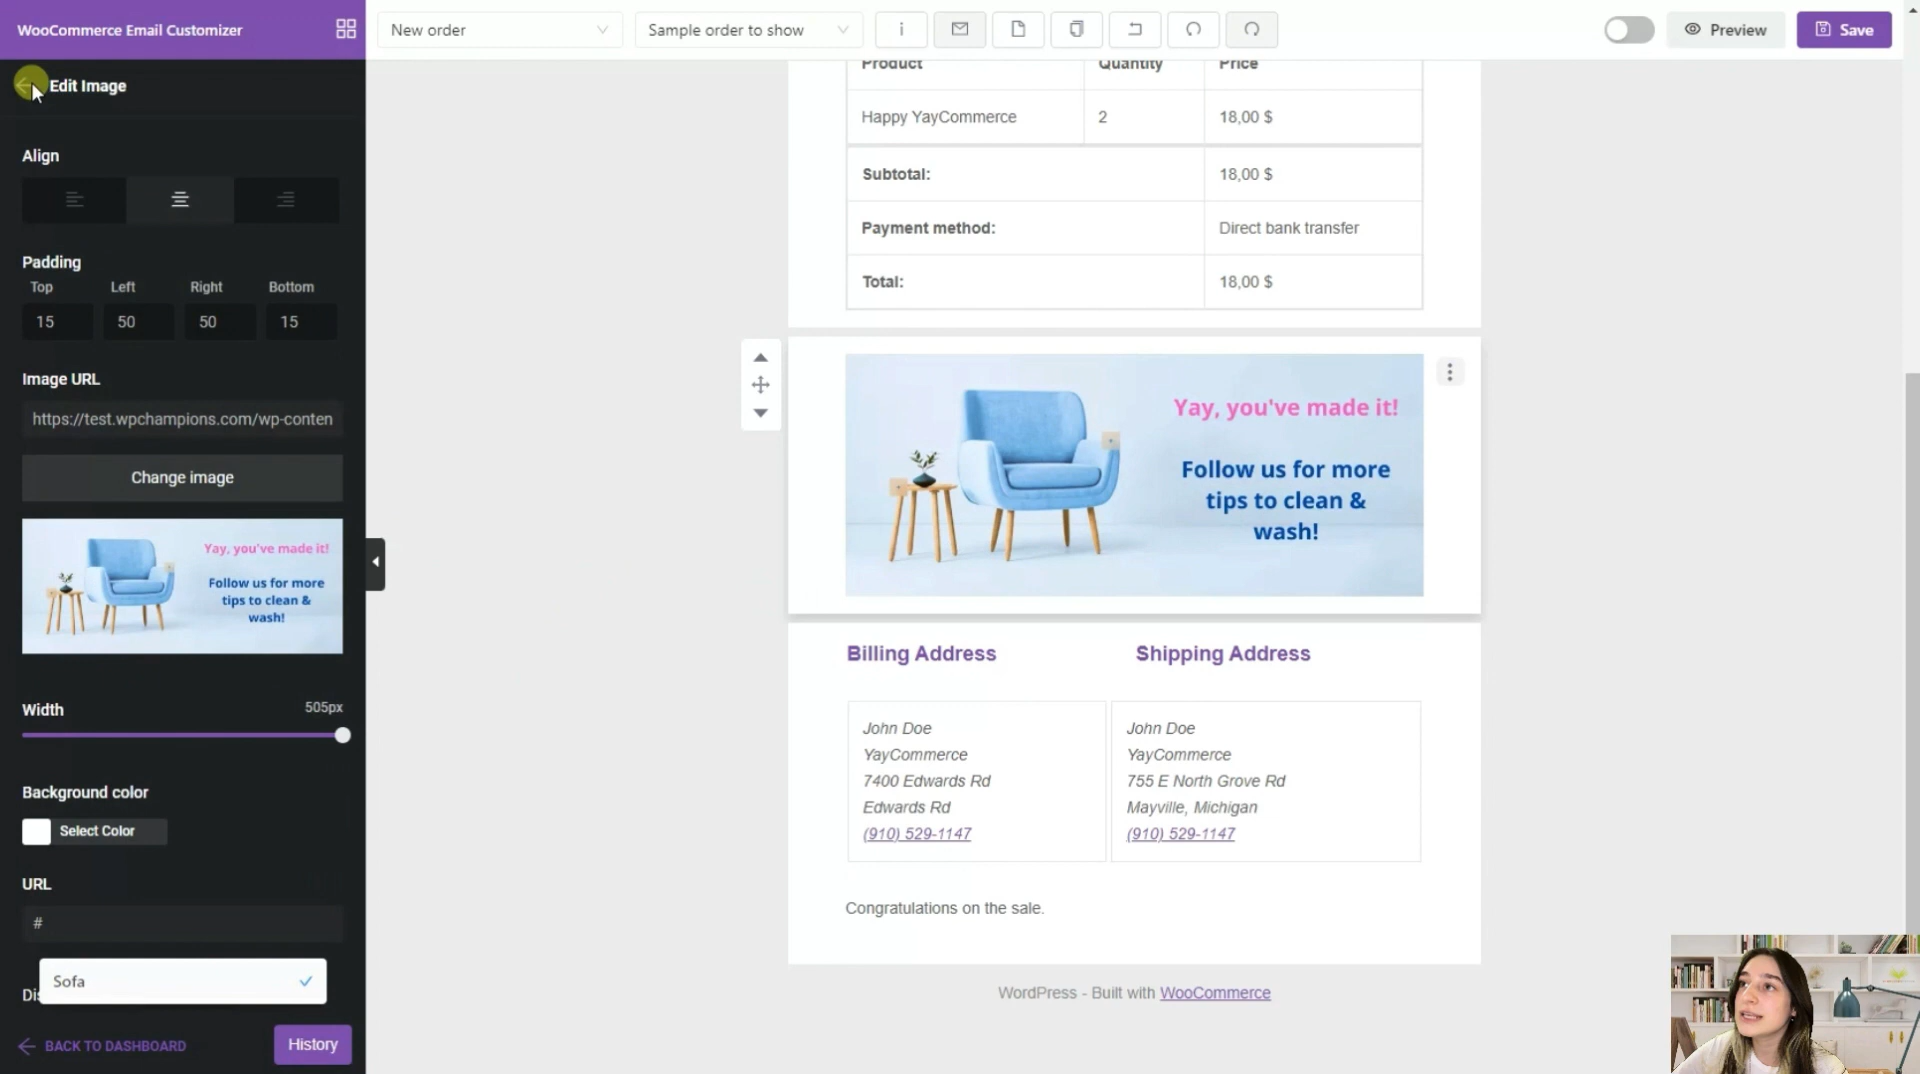 WooCommerce Email Customizer
New order
Sample order to show
Preview
Save
Edit Image
Align
Padding
Top Left Right Bottom
15 50 50 15
Image URL
https://test.wpchampions.com/wp-conten
Change image
Yay, you've made it!
Follow us for more
tips to clean &
wash!
Width 505px
Background color
Select Color
URL
#
Sofa
Di
BACK TO DASHBOARD
History
Product Quantity Price
Happy YayCommerce 2 18,00 $
Subtotal: 18,00 $
Payment method: Direct bank transfer
Total: 18,00 $
Yay, you've made it!
Follow us for more
tips to clean &
wash!
Billing Address Shipping Address
John Doe
YayCommerce
7400 Edwards Rd
Edwards Rd
(910) 529-1147
John Doe
YayCommerce
755 E North Grove Rd
Mayville, Michigan
(910) 529-1147
Congratulations on the sale.
WordPress - Built with WooCommerce